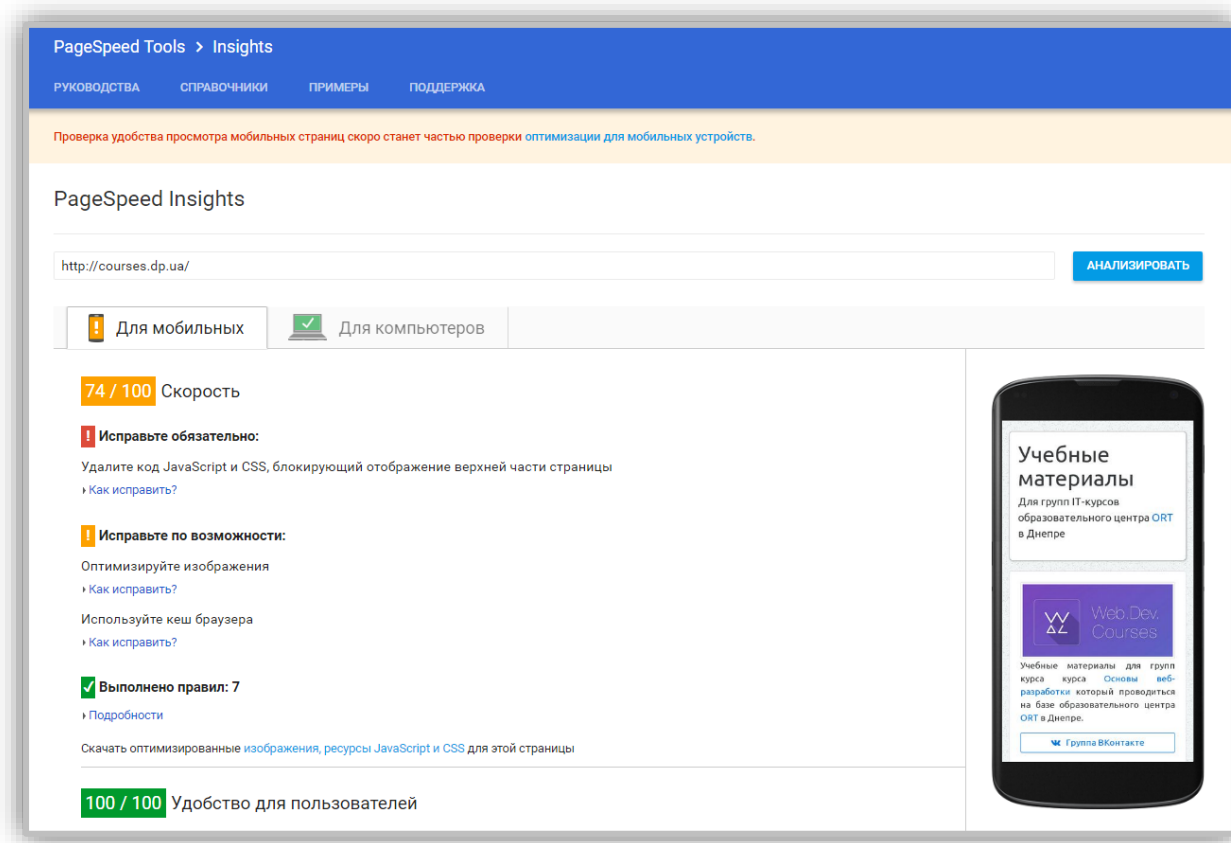 PageSpeed Tools > Insights
РУКОВОДСТВА СПРАВОЧНИКИ ПРИМЕРЫ ПОДДЕРЖКА
Проверка удобства просмотра мобильных страниц скоро станет частью проверки оптимизации для мобильных устройств.
PageSpeed Insights
http://courses.dp.ua/
АНАЛИЗИРОВАТЬ
Для мобильных
Для компьютеров
74 / 100 Скорость
! Исправьте обязательно:
Удалите код JavaScript и CSS, блокирующий отображение верхней части страницы
Как исправить?
! Исправьте по возможности:
Оптимизируйте изображения
Как исправить?
Используйте кеш браузера
Как исправить?
Выполнено правил: 7
Подробности
Скачать оптимизированные изображения, ресурсы JavaScript и CSS для этой страницы
100 / 100 Удобство для пользователей
Учебные
материалы
Для групп IT-курсов
образовательного центра ORT
в Днепре
Web.Dev.
Courses
Учебные материалы для групп
курса курса Основы веб-
разработки который проводиться
на базе образовательного центра
ORT в Днепре.
Группа ВКонтакте